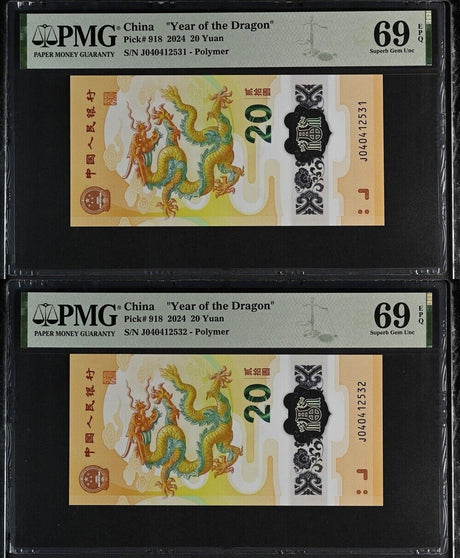 PMG
PAPER MONEY GUARANTY
China "Year of the Dragon"
Pick# 918 2024 20 Yuan
S/N J040412531 - Polymer
69 EPQ
Superb Gem Unc
中国人民银行
20
贰拾圆
J040412531
PMG
PAPER MONEY GUARANTY
China "Year of the Dragon"
Pick# 918 2024 20 Yuan
S/N J040412532 - Polymer
69 EPQ
Superb Gem Unc
中国人民银行
20
贰拾圆
J040412532